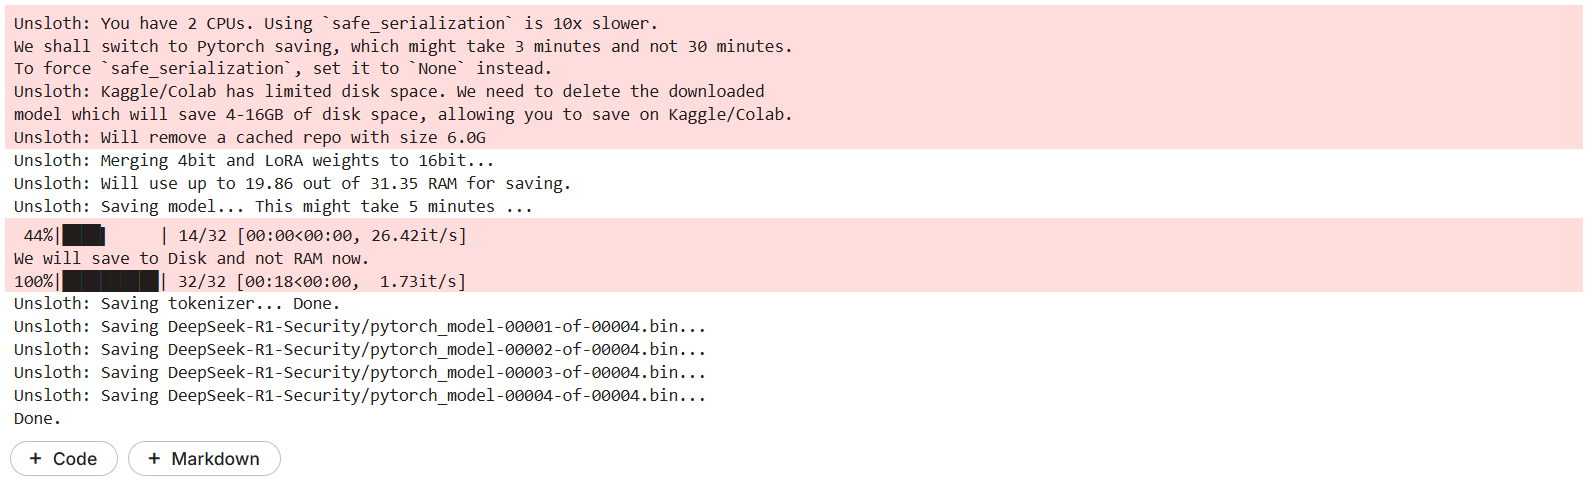 Unsloth: You have 2 CPUs. Using `safe_serialization` is 10x slower.
We shall switch to Pytorch saving, which might take 3 minutes and not 30 minutes.
To force `safe_serialization`, set it to `None` instead.
Unsloth: Kaggle/Colab has limited disk space. We need to delete the downloaded
model which will save 4-16GB of disk space, allowing you to save on Kaggle/Colab.
Unsloth: Will remove a cached repo with size 6.0G
Unsloth: Merging 4bit and LoRA weights to 16bit...
Unsloth: Will use up to 19.86 out of 31.35 RAM for saving.
Unsloth: Saving model... This might take 5 minutes ...
44%|████▍     | 14/32 [00:00<00:00, 26.42it/s]
We will save to Disk and not RAM now.
100%|██████████| 32/32 [00:18<00:00,  1.73it/s]
Unsloth: Saving tokenizer... Done.
Unsloth: Saving DeepSeek-R1-Security/pytorch_model-00001-of-00004.bin...
Unsloth: Saving DeepSeek-R1-Security/pytorch_model-00002-of-00004.bin...
Unsloth: Saving DeepSeek-R1-Security/pytorch_model-00003-of-00004.bin...
Unsloth: Saving DeepSeek-R1-Security/pytorch_model-00004-of-00004.bin...
Done.
+ Code + Markdown